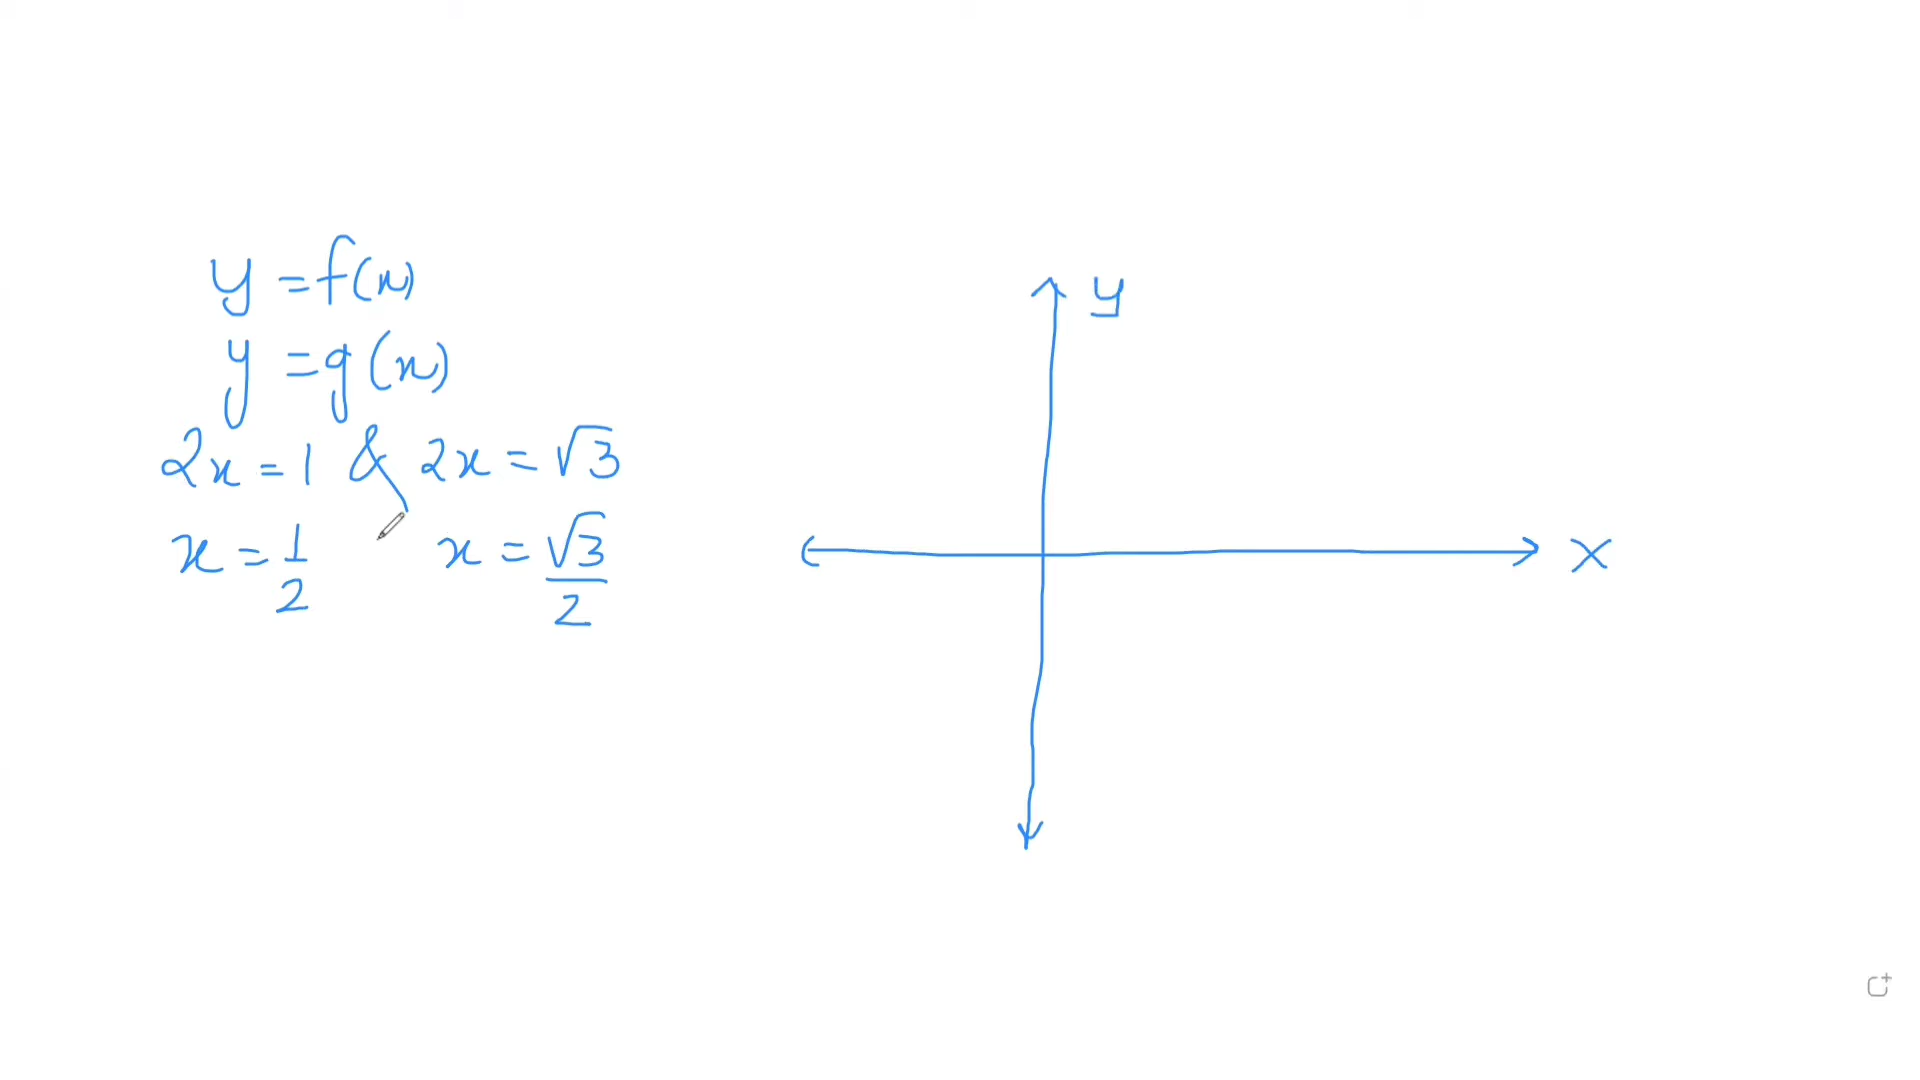 y = f(x)
y = g(x)
2x = 1 & 2x = √3
x = 1/2 x = √3/2
y
x